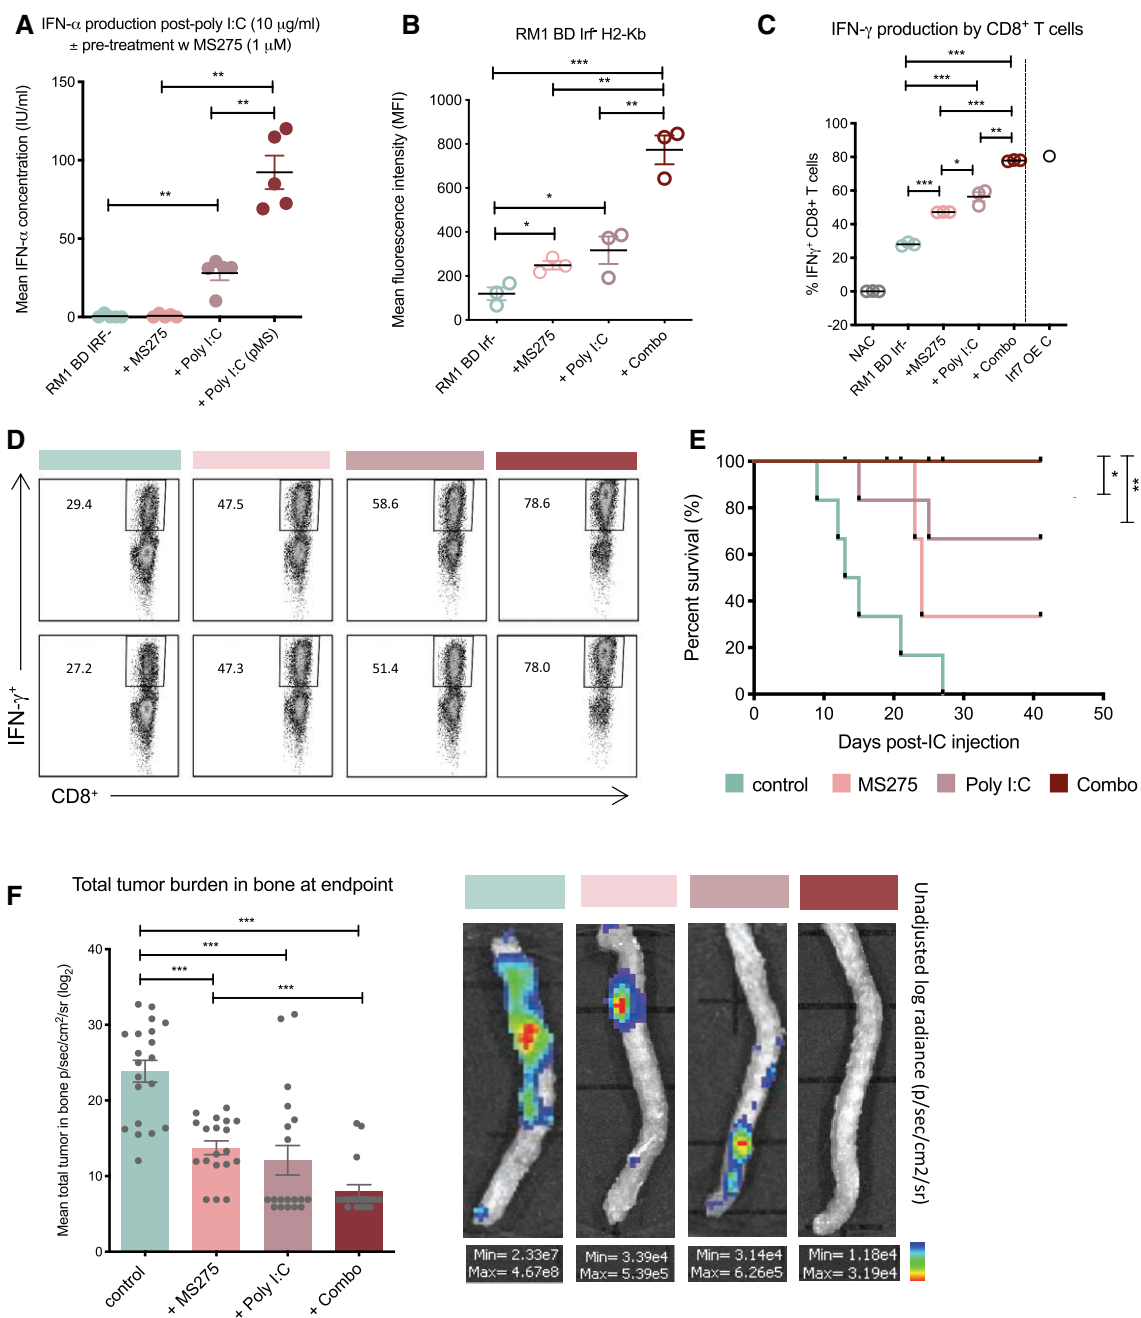 A
IFN-α production post-poly I:C (10 μg/ml)
± pre-treatment w MS275 (1 μM)
Mean IFN-α concentration (IU/ml)
150
100
50
0
**
**
**
RM1 BD IRF-
+ MS275
+ Poly I:C
+ Poly I:C (pMS)
B
RM1 BD Irf- H2-Kb
Mean fluorescence intensity (MFI)
1000
800
600
400
200
0
***
**
**
*
*
RM1 BD Irf-
+MS275
+ Poly I:C
+ Combo
C
IFN-γ production by CD8+ T cells
% IFNγ+ CD8+ T cells
100
80
60
40
20
0
-20
***
***
***
**
*
***
NAC
RM1 BD Irf-
+MS275
+ Poly I:C
+ Combo
Irf7 OE C
D
29.4
47.5
58.6
78.6
27.2
47.3
51.4
78.0
IFN-γ+
CD8+
E
Percent survival (%)
100
80
60
40
20
0
0 10 20 30 40 50
Days post-IC injection
*
**
control MS275 Poly I:C Combo
F
Total tumor burden in bone at endpoint
Mean total tumor in bone p/sec/cm2/sr (log2)
40
30
20
10
0
***
***
***
***
control
+ MS275
+ Poly I:C
+ Combo
Unadjusted log radiance (p/sec/cm2/sr)
Min= 2.33e7
Max= 4.67e8
Min= 3.39e4
Max= 5.39e5
Min= 3.14e4
Max= 6.26e5
Min= 1.18e4
Max= 3.19e4